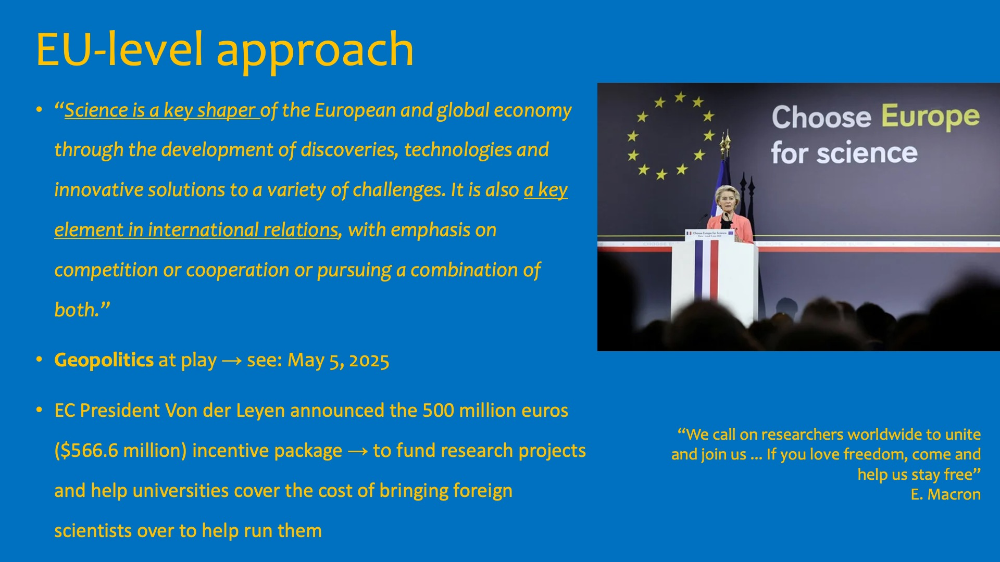 EU-level approach
• “Science is a key shaper of the European and global economy
through the development of discoveries, technologies and
innovative solutions to a variety of challenges. It is also a key
element in international relations, with emphasis on
competition or cooperation or pursuing a combination of
both.”
• Geopolitics at play → see: May 5, 2025
• EC President Von der Leyen announced the 500 million euros
($566.6 million) incentive package → to fund research projects
and help universities cover the cost of bringing foreign
scientists over to help run them
Choose Europe
for science
Choose Europe for Science
“We call on researchers worldwide to unite
and join us ... If you love freedom, come and
help us stay free”
E. Macron